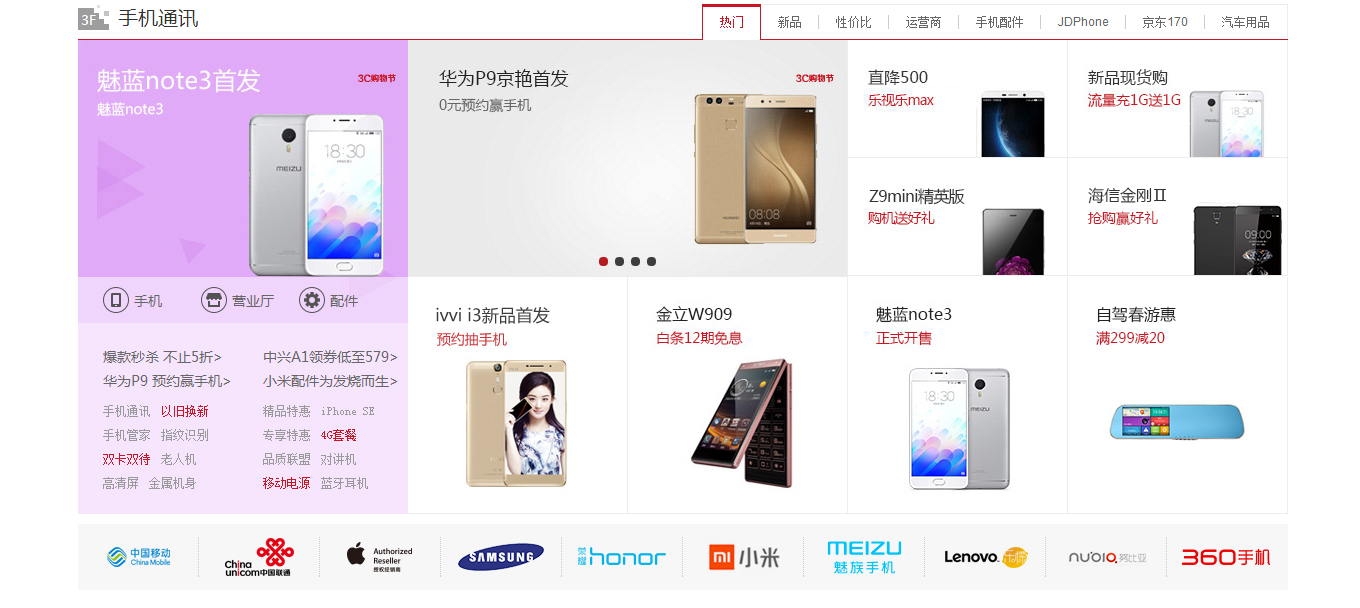 3F 手机通讯
热门 新品 性价比 运营商 手机配件 JDPhone 京东170 汽车用品
魅蓝note3首发
3C购物节
魅蓝note3
MEIZU
18:30
华为P9京艳首发
3C购物节
0元预约赢手机
HUAWEI
08:08
直降500
乐视乐max
新品现货购
流量充1G送1G
MEIZU
18:30
Z9mini精英版
购机送好礼
海信金刚Ⅱ
抢购赢好礼
09:00
手机 营业厅 配件
爆款秒杀 不止5折>
中兴A1领券低至579>
华为P9 预约赢手机>
小米配件为发烧而生>
手机通讯 以旧换新
精品特惠 iPhone SE
手机管家 指纹识别
专享特惠 4G套餐
双卡双待 老人机
品质联盟 对讲机
高清屏 金属机身
移动电源 蓝牙耳机
ivvi i3新品首发
预约抽手机
金立W909
白条12期免息
魅蓝note3
正式开售
18:30
MEIZU
自驾春游惠
满299减20
中国移动
China Mobile
China
unicom中国联通
Authorized
Reseller
授权经销商
SAMSUNG
荣耀 honor
小米
MEIZU
魅族手机
Lenovo
nubia 努比亚
360手机